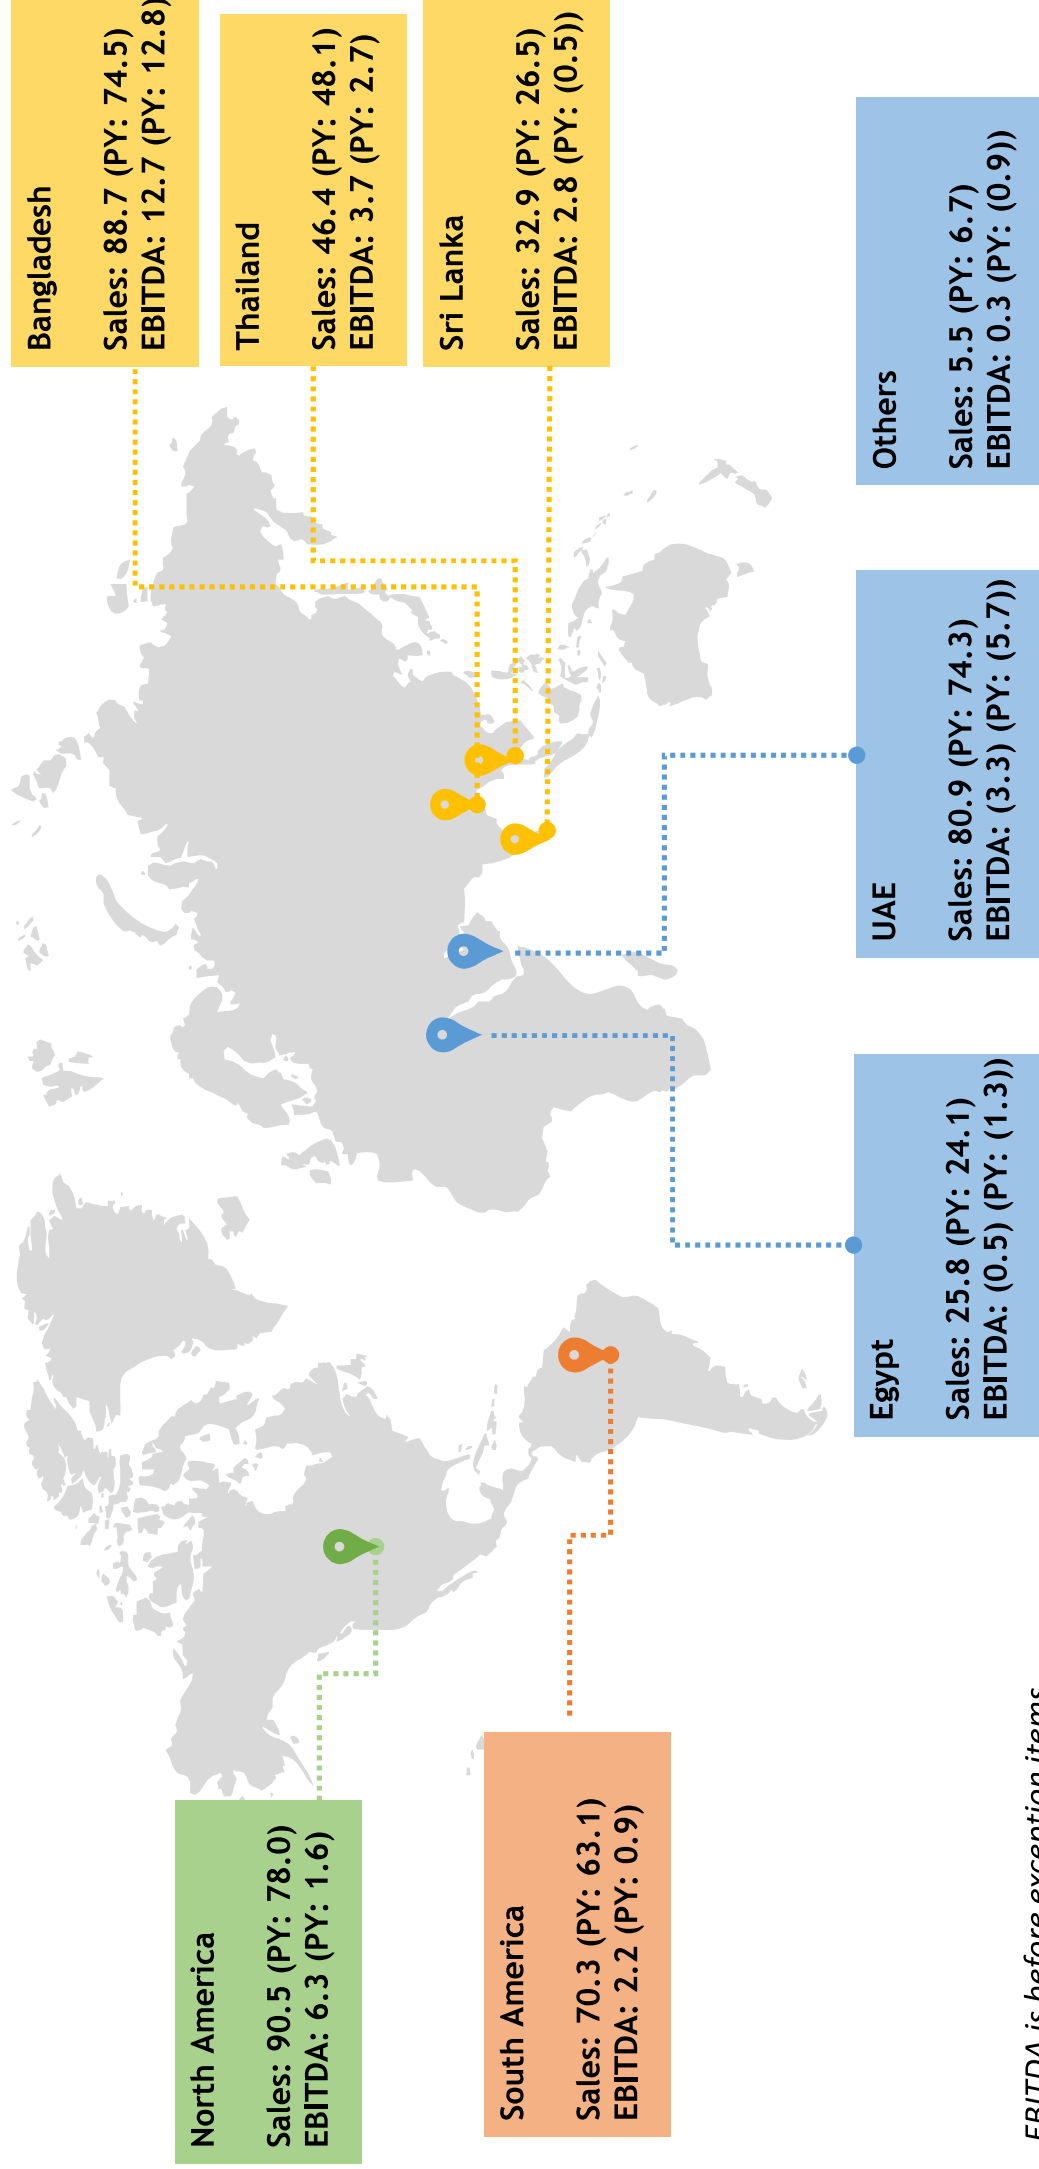 North America
Sales: 90.5 (PY: 78.0)
EBITDA: 6.3 (PY: 1.6)
South America
Sales: 70.3 (PY: 63.1)
EBITDA: 2.2 (PY: 0.9)
Bangladesh
Sales: 88.7 (PY: 74.5)
EBITDA: 12.7 (PY: 12.8)
Thailand
Sales: 46.4 (PY: 48.1)
EBITDA: 3.7 (PY: 2.7)
Sri Lanka
Sales: 32.9 (PY: 26.5)
EBITDA: 2.8 (PY: (0.5))
Egypt
Sales: 25.8 (PY: 24.1)
EBITDA: (0.5) (PY: (1.3))
UAE
Sales: 80.9 (PY: 74.3)
EBITDA: (3.3) (PY: (5.7))
Others
Sales: 5.5 (PY: 6.7)
EBITDA: 0.3 (PY: (0.9))
EBITDA is before exception items